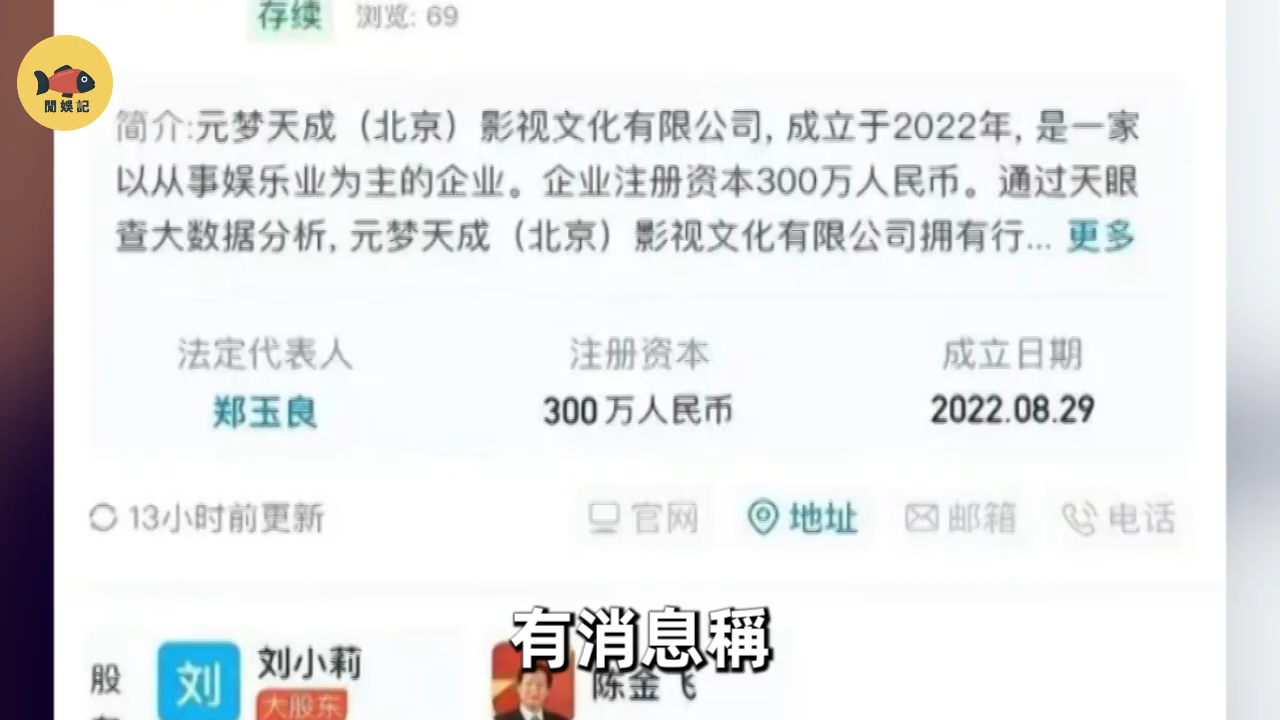 存续 浏览: 69
閒娛記
简介:元梦天成（北京）影视文化有限公司, 成立于2022年, 是一家
以从事娱乐业为主的企业。企业注册资本300万人民币。通过天眼
查大数据分析, 元梦天成（北京）影视文化有限公司拥有行... 更多
法定代表人 注册资本 成立日期
郑玉良 300万人民币 2022.08.29
13小时前更新 官网 地址 邮箱 电话
有消息稱
股 刘 刘小莉 陈金飞
大股东